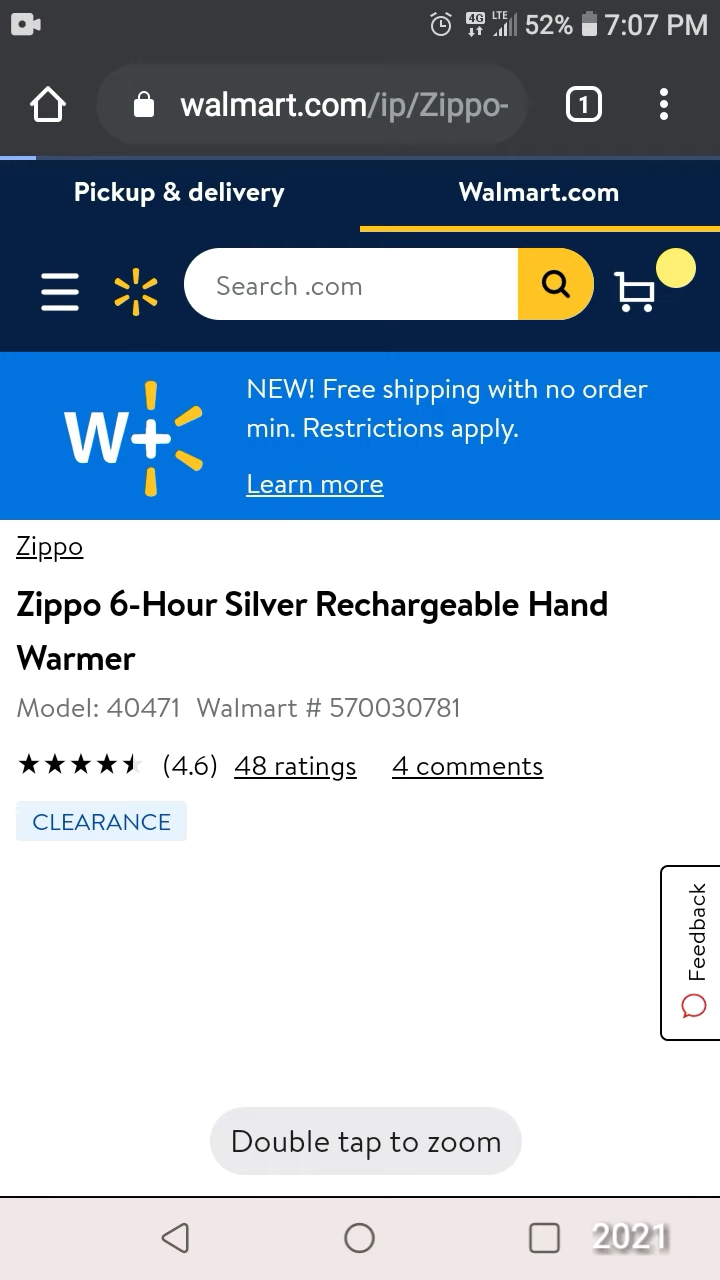 4G LTE 52% 7:07 PM
walmart.com/ip/Zippo- 1
Pickup & delivery Walmart.com
Search .com
W+ NEW! Free shipping with no order
min. Restrictions apply.
Learn more
Zippo
Zippo 6-Hour Silver Rechargeable Hand
Warmer
Model: 40471 Walmart # 570030781
(4.6) 48 ratings 4 comments
CLEARANCE
Feedback
Double tap to zoom
2021